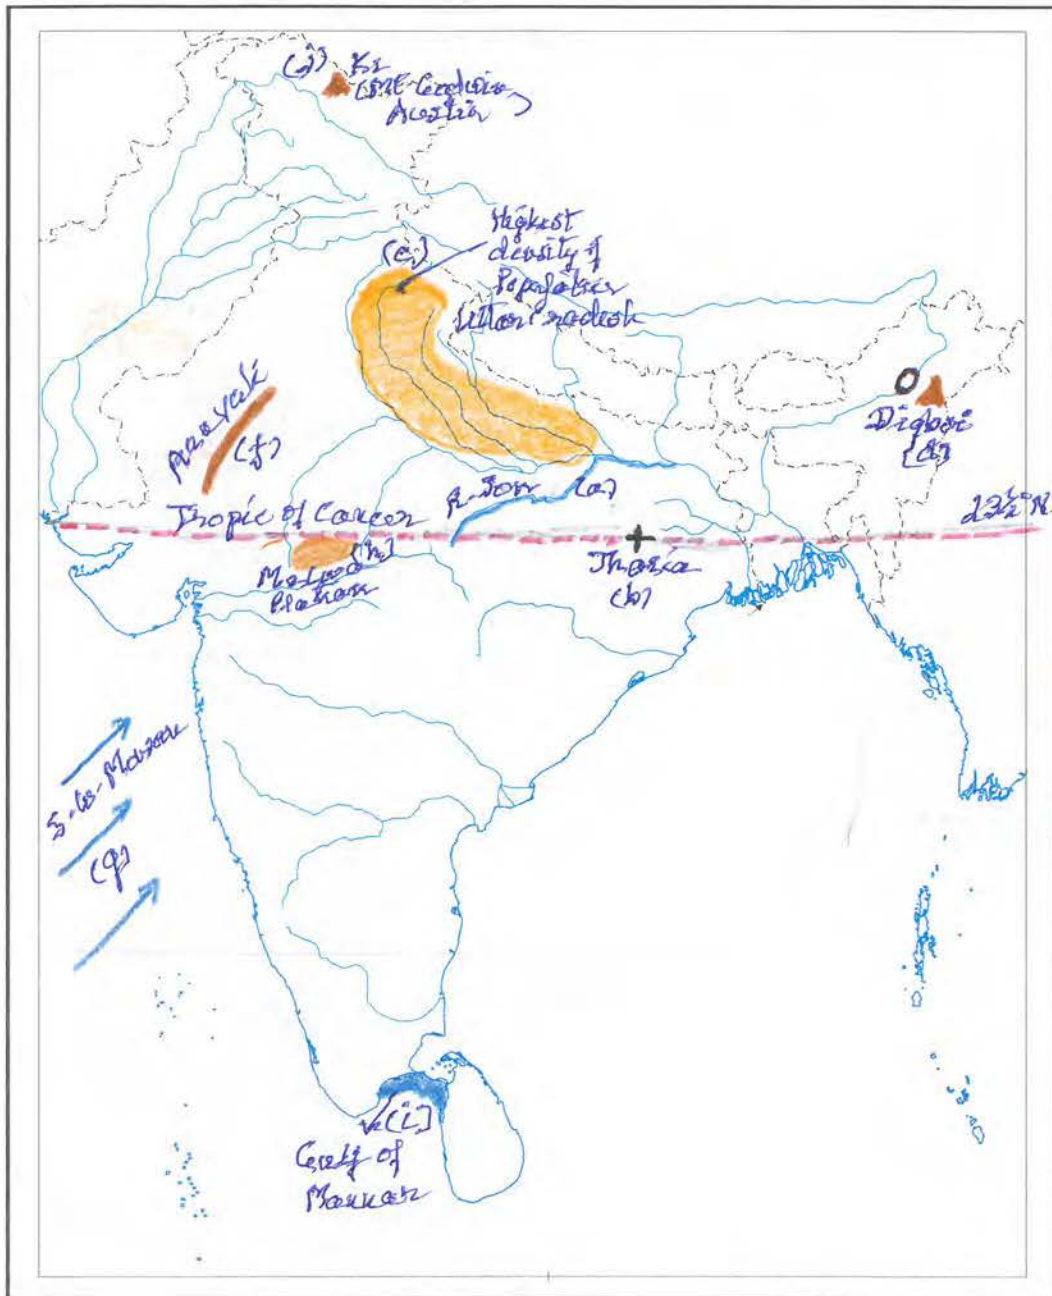 (j) K2
(Mt Godwin
Austin)
Highest
density of
Population
Uttar Pradesh
(e)
Aravali
(f)
Digboi
(d)
R. Son (a)
Tropic of Cancer
23½° N
(h)
Malwa
Plateau
Jharia
(b)
S.W. Monsoon
(g)
(i)
Gulf of
Mannar